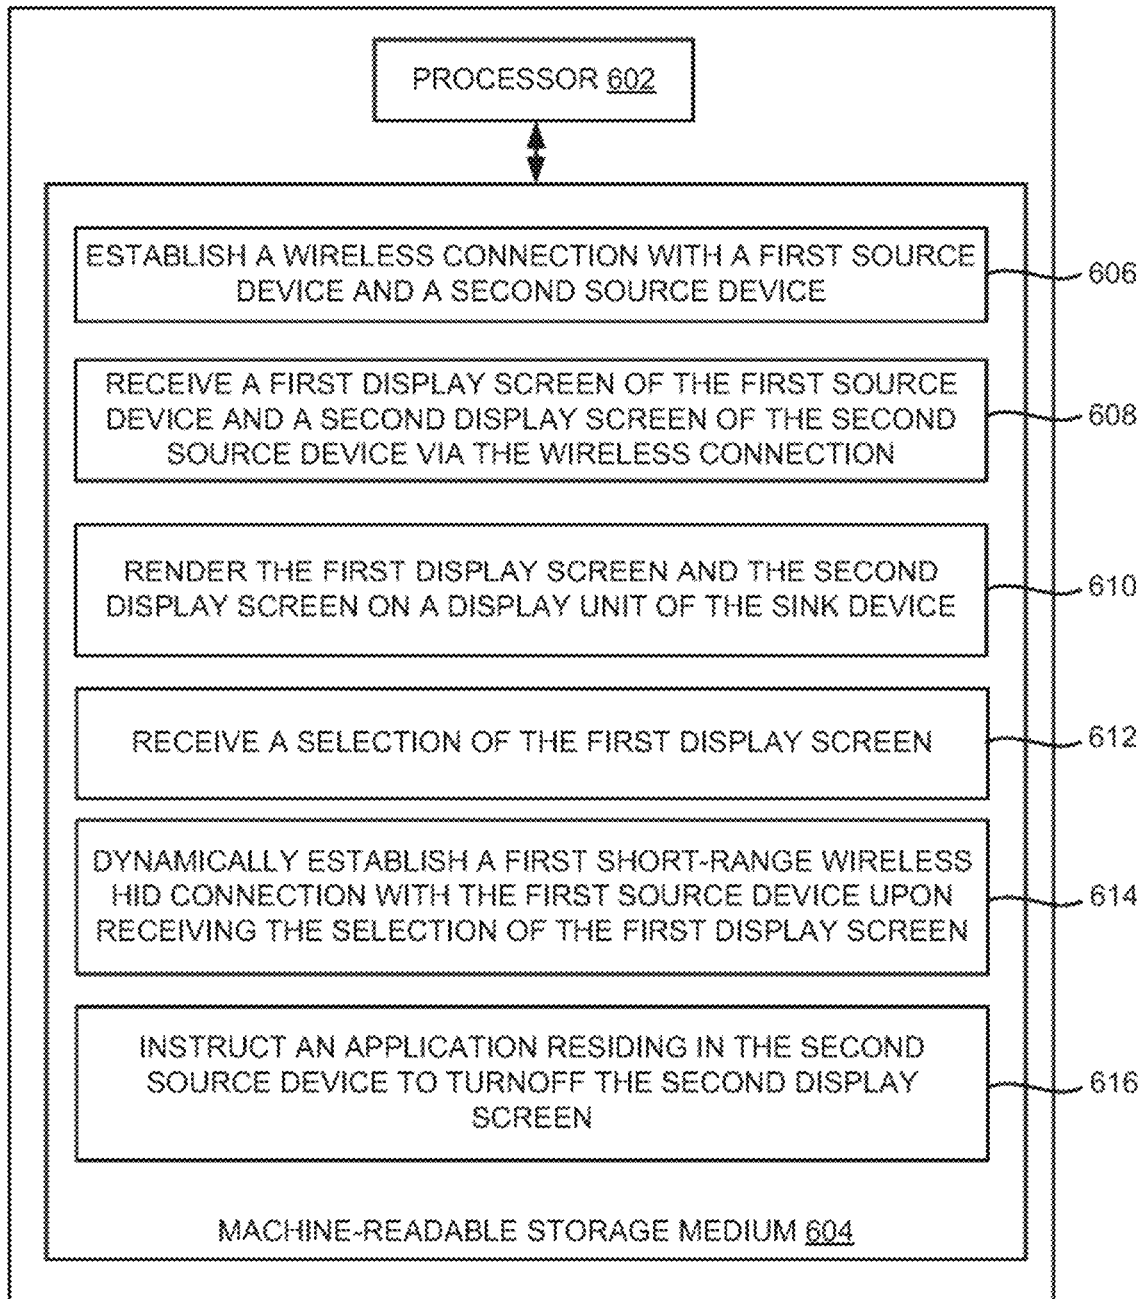 PROCESSOR 602
ESTABLISH A WIRELESS CONNECTION WITH A FIRST SOURCE
DEVICE AND A SECOND SOURCE DEVICE
606
RECEIVE A FIRST DISPLAY SCREEN OF THE FIRST SOURCE
DEVICE AND A SECOND DISPLAY SCREEN OF THE SECOND
SOURCE DEVICE VIA THE WIRELESS CONNECTION
608
RENDER THE FIRST DISPLAY SCREEN AND THE SECOND
DISPLAY SCREEN ON A DISPLAY UNIT OF THE SINK DEVICE
610
RECEIVE A SELECTION OF THE FIRST DISPLAY SCREEN
612
DYNAMICALLY ESTABLISH A FIRST SHORT-RANGE WIRELESS
HID CONNECTION WITH THE FIRST SOURCE DEVICE UPON
RECEIVING THE SELECTION OF THE FIRST DISPLAY SCREEN
614
INSTRUCT AN APPLICATION RESIDING IN THE SECOND
SOURCE DEVICE TO TURNOFF THE SECOND DISPLAY
SCREEN
616
MACHINE-READABLE STORAGE MEDIUM 604